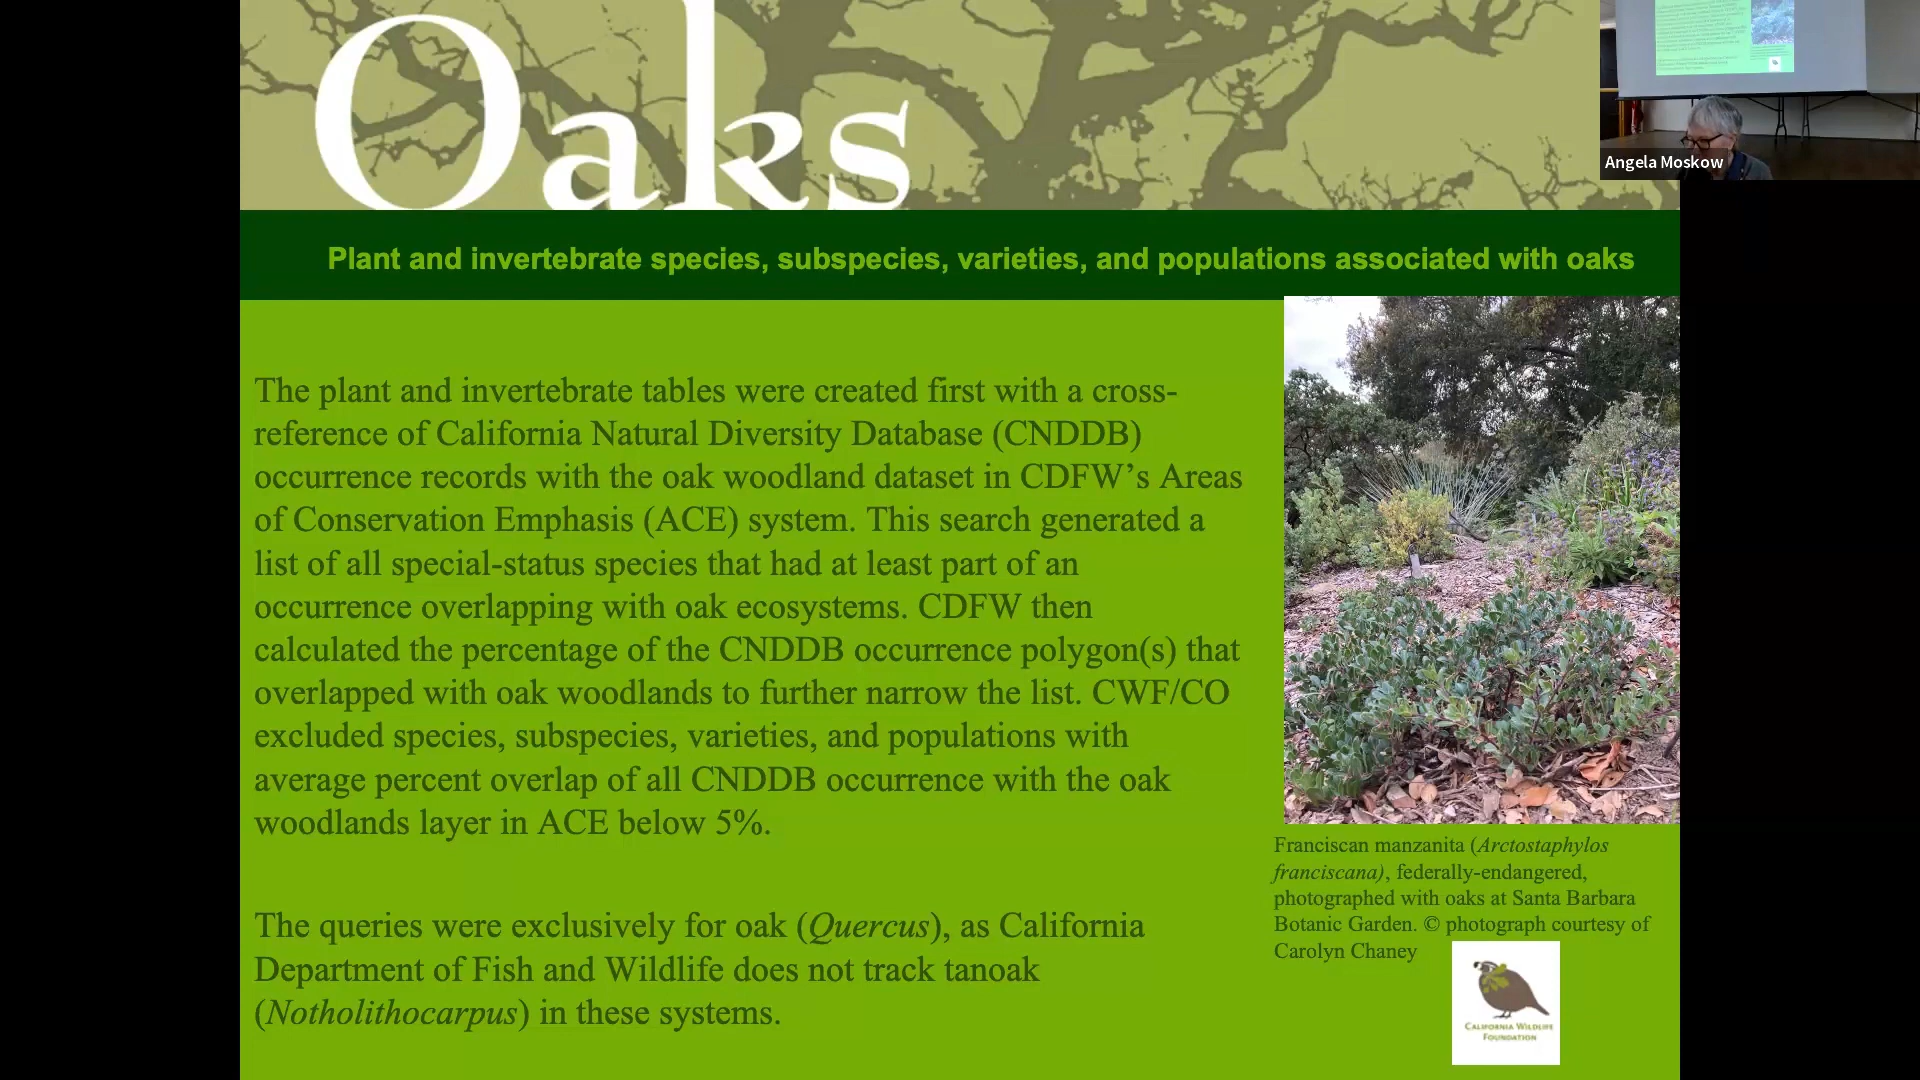 Oaks
Angela Moskow
Plant and invertebrate species, subspecies, varieties, and populations associated with oaks
The plant and invertebrate tables were created first with a cross-
reference of California Natural Diversity Database (CNDDB)
occurrence records with the oak woodland dataset in CDFW’s Areas
of Conservation Emphasis (ACE) system. This search generated a
list of all special-status species that had at least part of an
occurrence overlapping with oak ecosystems. CDFW then
calculated the percentage of the CNDDB occurrence polygon(s) that
overlapped with oak woodlands to further narrow the list. CWF/CO
excluded species, subspecies, varieties, and populations with
average percent overlap of all CNDDB occurrence with the oak
woodlands layer in ACE below 5%.
The queries were exclusively for oak (Quercus), as California
Department of Fish and Wildlife does not track tanoak
(Notholithocarpus) in these systems.
Franciscan manzanita (Arctostaphylos
franciscana), federally-endangered,
photographed with oaks at Santa Barbara
Botanic Garden. © photograph courtesy of
Carolyn Chaney
CALIFORNIA WILDLIFE
FOUNDATION